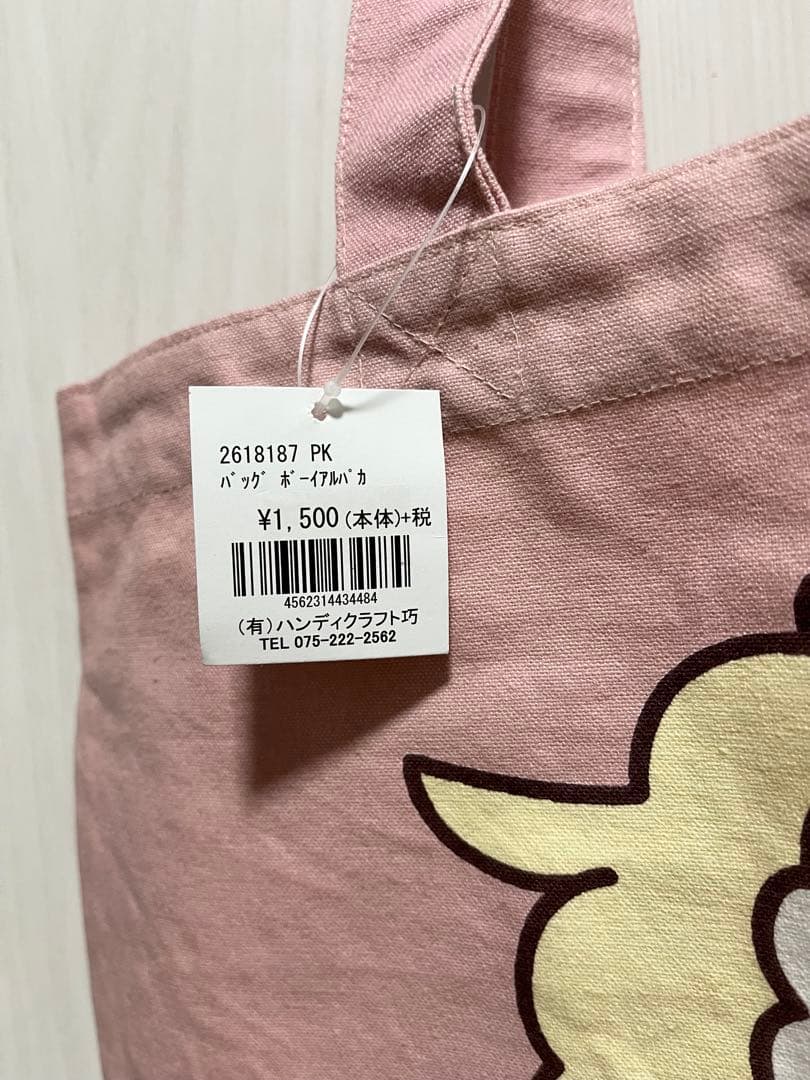 2618187 PK
ﾊﾞｯｸﾞ ﾎﾞｰｲｱﾙﾊﾟｶ
¥1,500(本体)+税
4562314434484
(有)ハンディクラフト巧
TEL 075-222-2562